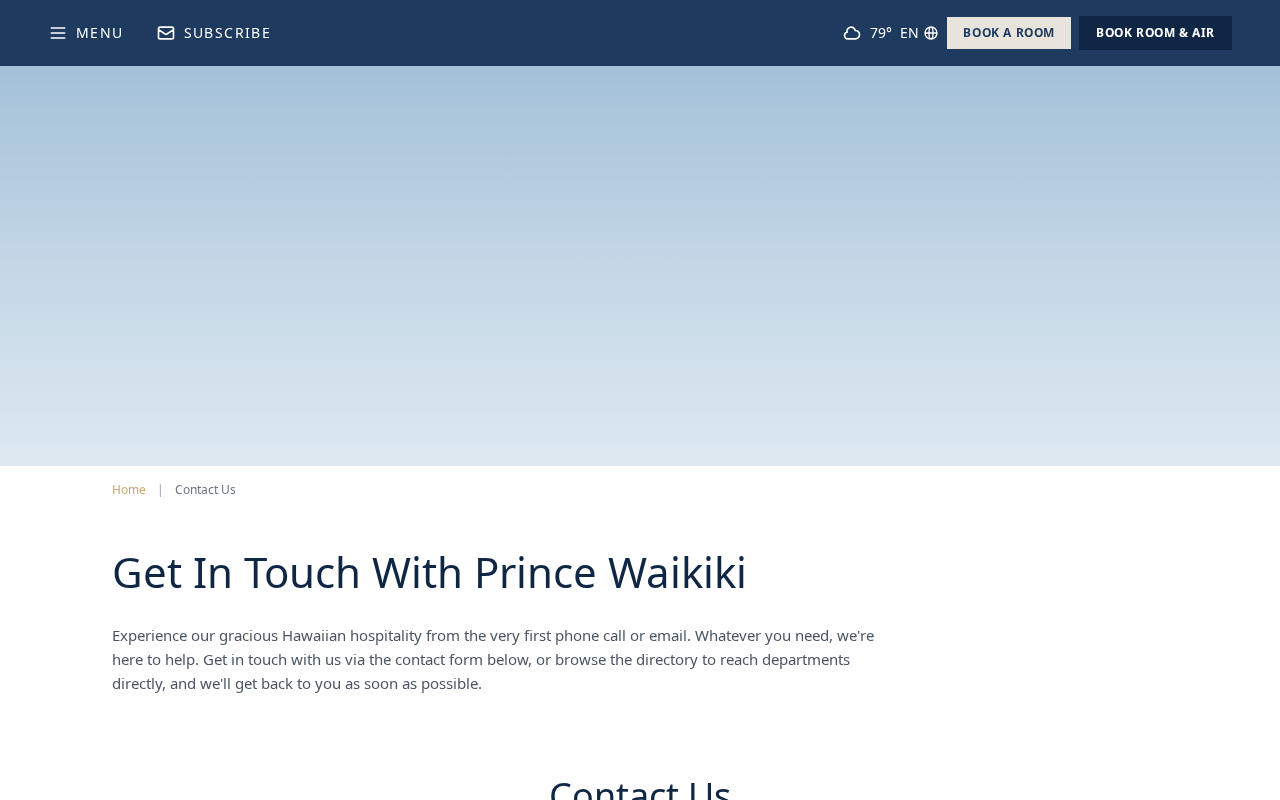 MENU SUBSCRIBE 79° EN BOOK A ROOM BOOK ROOM & AIR
Home | Contact Us
Get In Touch With Prince Waikiki
Experience our gracious Hawaiian hospitality from the very first phone call or email. Whatever you need, we're
here to help. Get in touch with us via the contact form below, or browse the directory to reach departments
directly, and we'll get back to you as soon as possible.
Contact Us